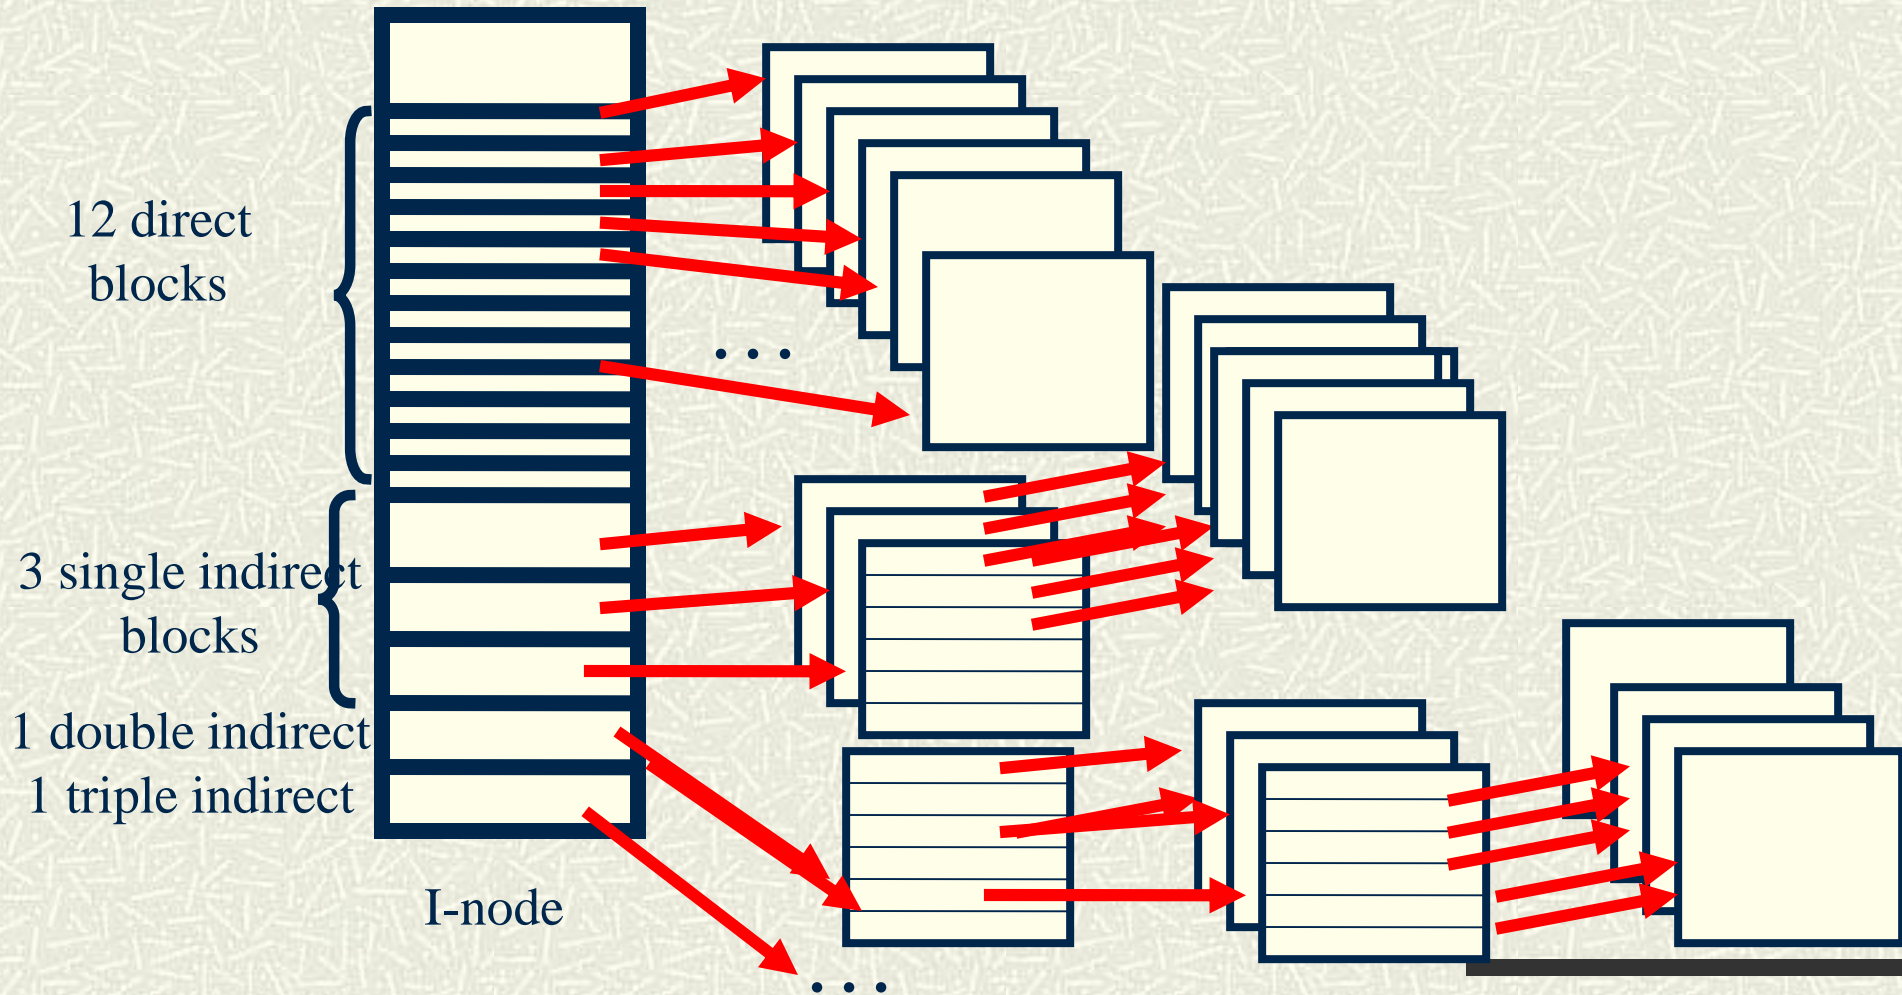 12 direct
blocks
. . .
3 single indirect
blocks
1 double indirect
1 triple indirect
I-node
. . .